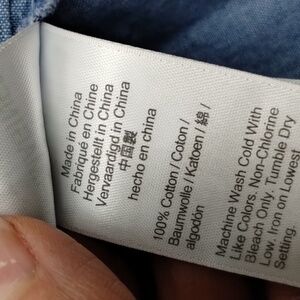 Made in China
Fabriqué en Chine
Hergestellt in China
Vervaardigt in China
中国製
hecho en china
100% Cotton / Coton /
Baumwolle / Katoen / 綿 /
algodón
Machine Wash Cold With
Like Colors. Non-Chlorine
Bleach Only. Tumble Dry
Low. Iron on Lowest
Setting.